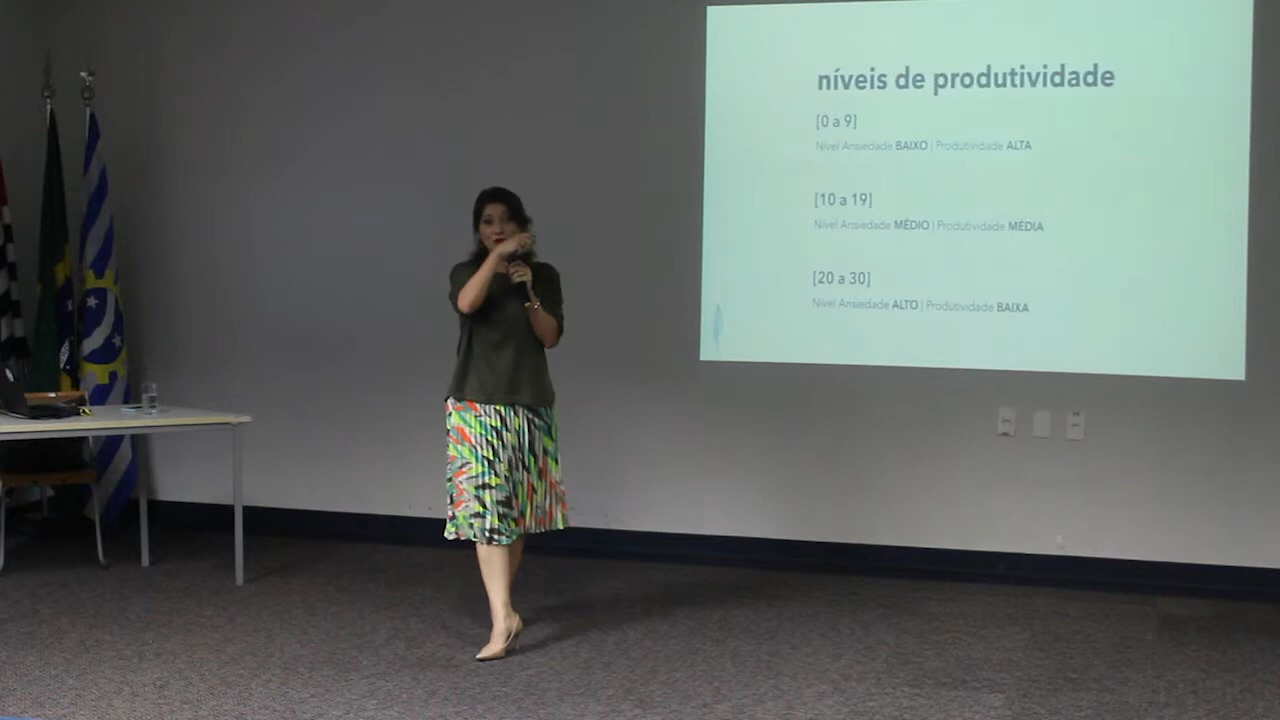 níveis de produtividade
[0 a 9]
Nível Ansiedade BAIXO | Produtividade ALTA
[10 a 19]
Nível Ansiedade MÉDIO | Produtividade MÉDIA
[20 a 30]
Nível Ansiedade ALTO | Produtividade BAIXA